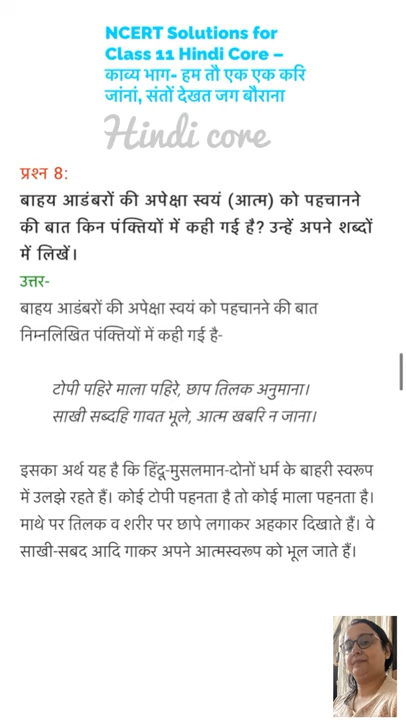 NCERT Solutions for
Class 11 Hindi Core –
काव्य भाग- हम तौ एक एक करि
जांनां, संतों देखत जग बौराना
Hindi core
प्रश्न 8:
बाहय आडंबरों की अपेक्षा स्वयं (आत्म) को पहचानने
की बात किन पंक्तियों में कही गई है? उन्हें अपने शब्दों
में लिखें।
उत्तर-
बाहय आडंबरों की अपेक्षा स्वयं को पहचानने की बात
निम्नलिखित पंक्तियों में कही गई है-
टोपी पहिरे माला पहिरे, छाप तिलक अनुमाना।
साखी सब्दहि गावत भूले, आत्म खबरि न जाना।
इसका अर्थ यह है कि हिंदू-मुसलमान-दोनों धर्म के बाहरी स्वरूप
में उलझे रहते हैं। कोई टोपी पहनता है तो कोई माला पहनता है।
माथे पर तिलक व शरीर पर छापे लगाकर अहकार दिखाते हैं। वे
साखी-सबद आदि गाकर अपने आत्मस्वरूप को भूल जाते हैं।